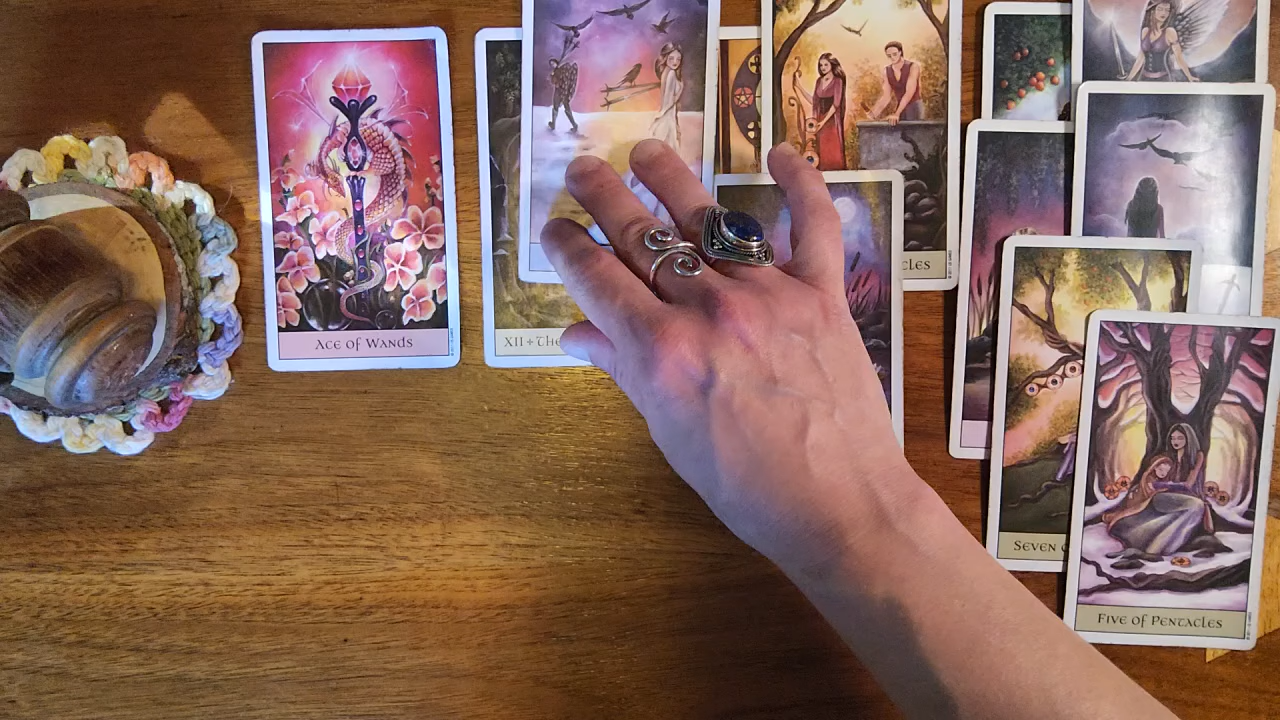 Ace of Wands
XII + The
cles
Seven
Five of Pentacles